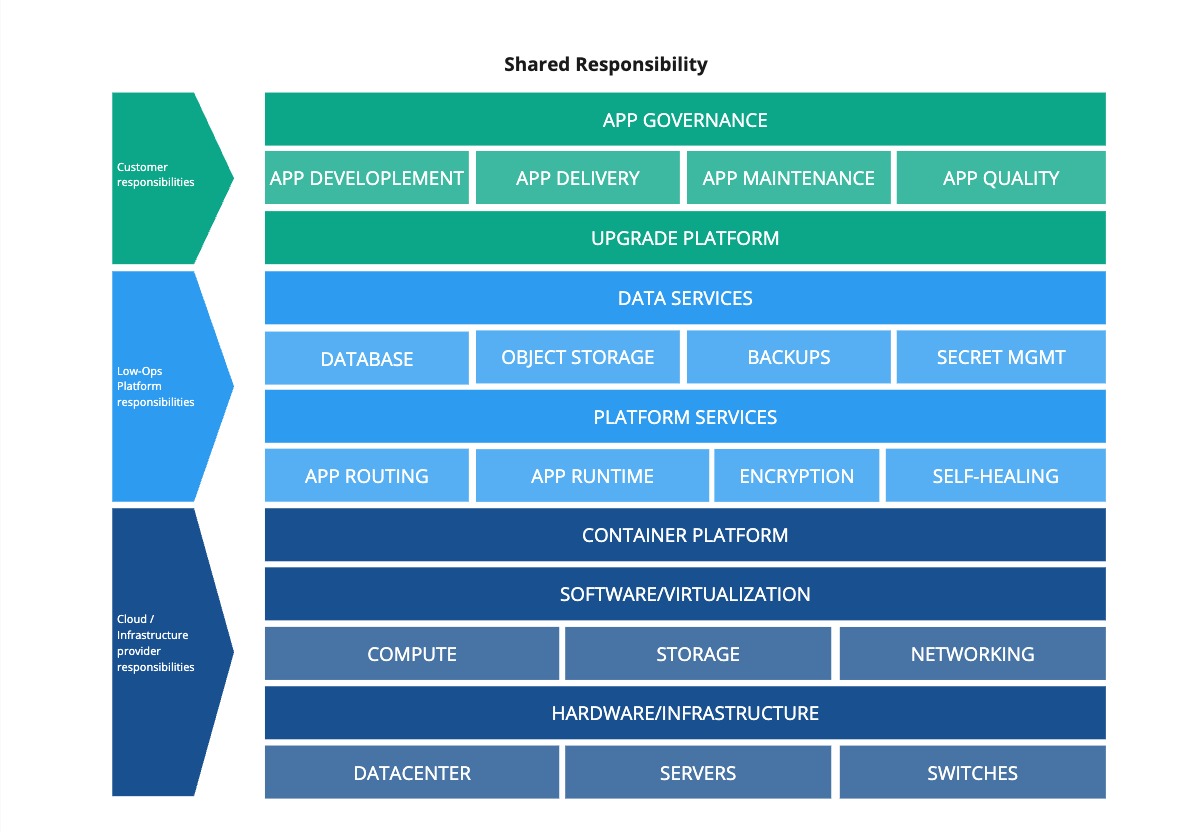 Shared Responsibility
Customer
responsibilities
APP GOVERNANCE
APP DEVELOPLEMENT
APP DELIVERY
APP MAINTENANCE
APP QUALITY
UPGRADE PLATFORM
Low-Ops
Platform
responsibilities
DATA SERVICES
DATABASE
OBJECT STORAGE
BACKUPS
SECRET MGMT
PLATFORM SERVICES
APP ROUTING
APP RUNTIME
ENCRYPTION
SELF-HEALING
Cloud /
Infrastructure
provider
responsibilities
CONTAINER PLATFORM
SOFTWARE/VIRTUALIZATION
COMPUTE
STORAGE
NETWORKING
HARDWARE/INFRASTRUCTURE
DATACENTER
SERVERS
SWITCHES